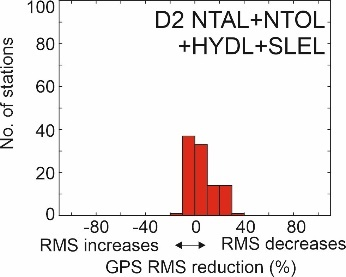 D2 NTAL+NTOL
+HYDL+SLEL
No. of stations
100
80
60
40
20
0
-80 -40 0 40 80
RMS increases ↔ RMS decreases
GPS RMS reduction (%)